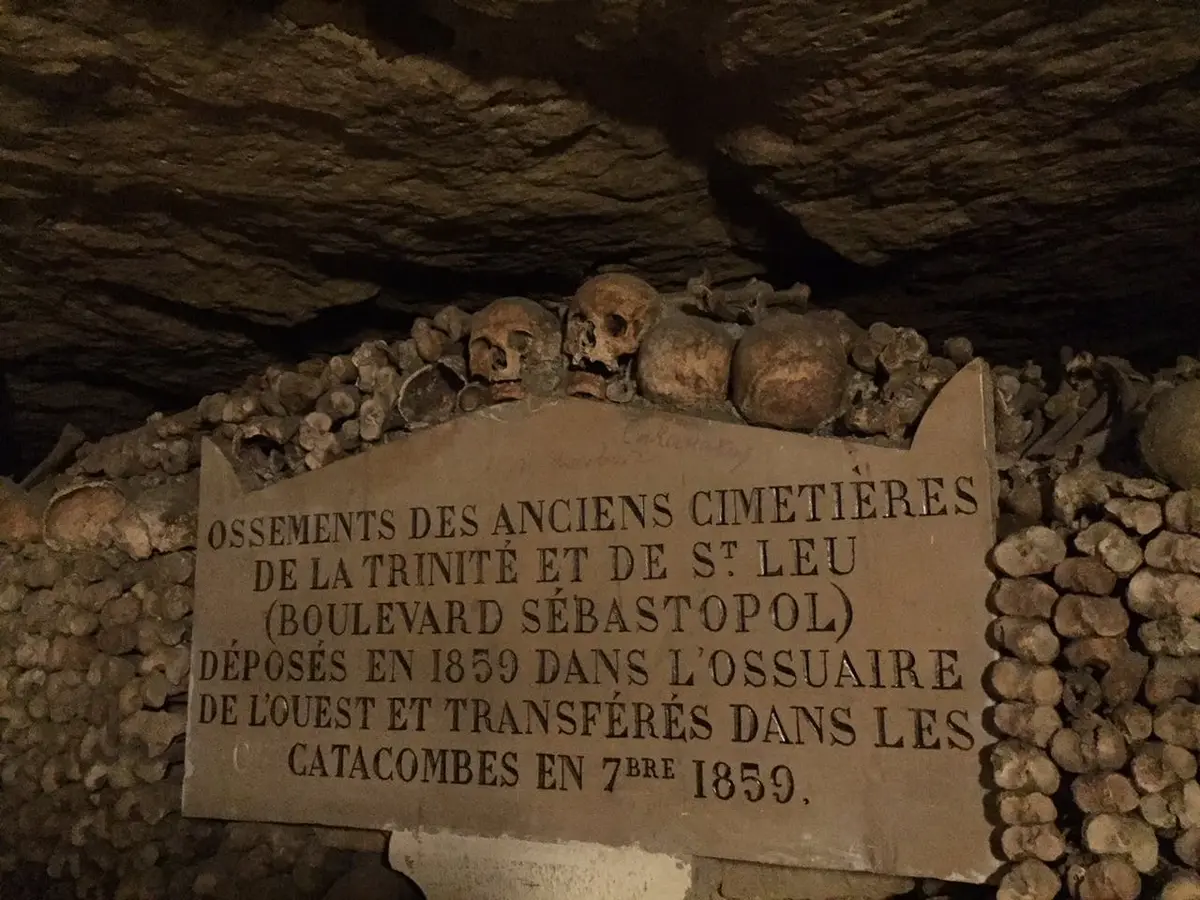 OSSEMENTS DES ANCIENS CIMETIÈRES
DE LA TRINITÉ ET DE ST. LEU
(BOULEVARD SÉBASTOPOL)
DÉPOSÉS EN 1859 DANS L'OSSUAIRE
DE L'OUEST ET TRANSFÉRÉS DANS LES
CATACOMBES EN 7BRE 1859.